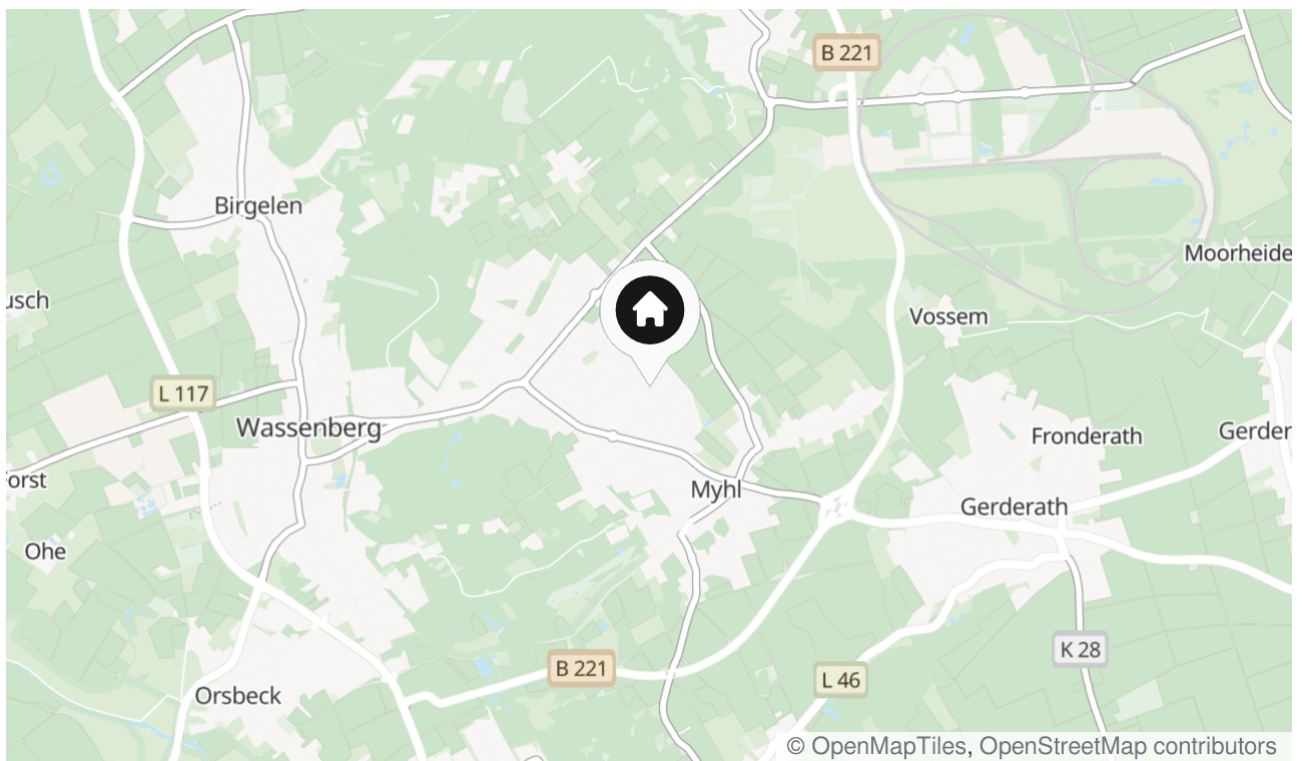 B 221
Birgelen
Moorheide
usch
Vossem
L 117
Wassenberg
Fronderath
Gerder
orst
Myhl
Gerderath
Ohe
K 28
B 221
L 46
Orsbeck
© OpenMapTiles, OpenStreetMap contributors